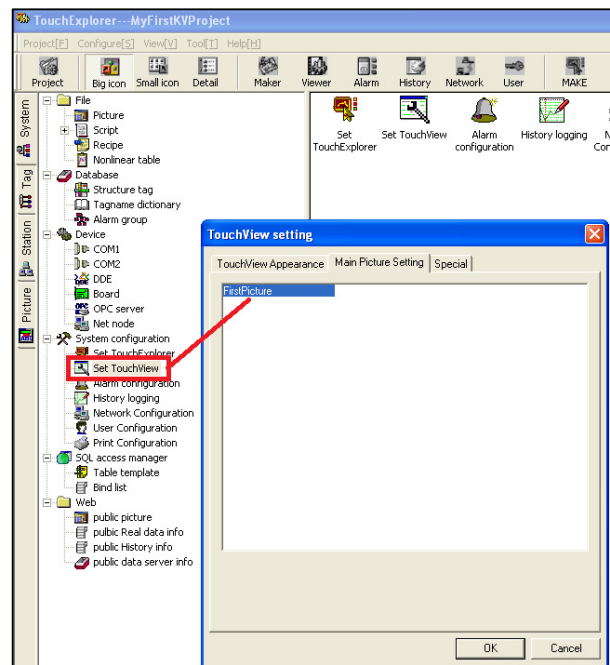 TouchExplorer---MyFirstKVProject
Project[F] Configure[S] View[V] Tool[T] Help[H]
Project Big icon Small icon Detail Maker Viewer Alarm History Network User MAKE
System
Tag
Station
Picture
File
Picture
Script
Recipe
Nonlinear table
Database
Structure tag
Tagname dictionary
Alarm group
Device
COM1
COM2
DDE
Board
OPC server
Net node
System configuration
Set TouchExplorer
Set TouchView
Alarm configuration
History logging
Network Configuration
User Configuration
Print Configuration
SQL access manager
Table template
Bind list
Web
public picture
pulbic Real data info
public History info
public data server info
Set TouchExplorer
Set TouchView
Alarm configuration
History logging
TouchView setting
TouchView Appearance Main Picture Setting Special
FirstPicture
OK Cancel